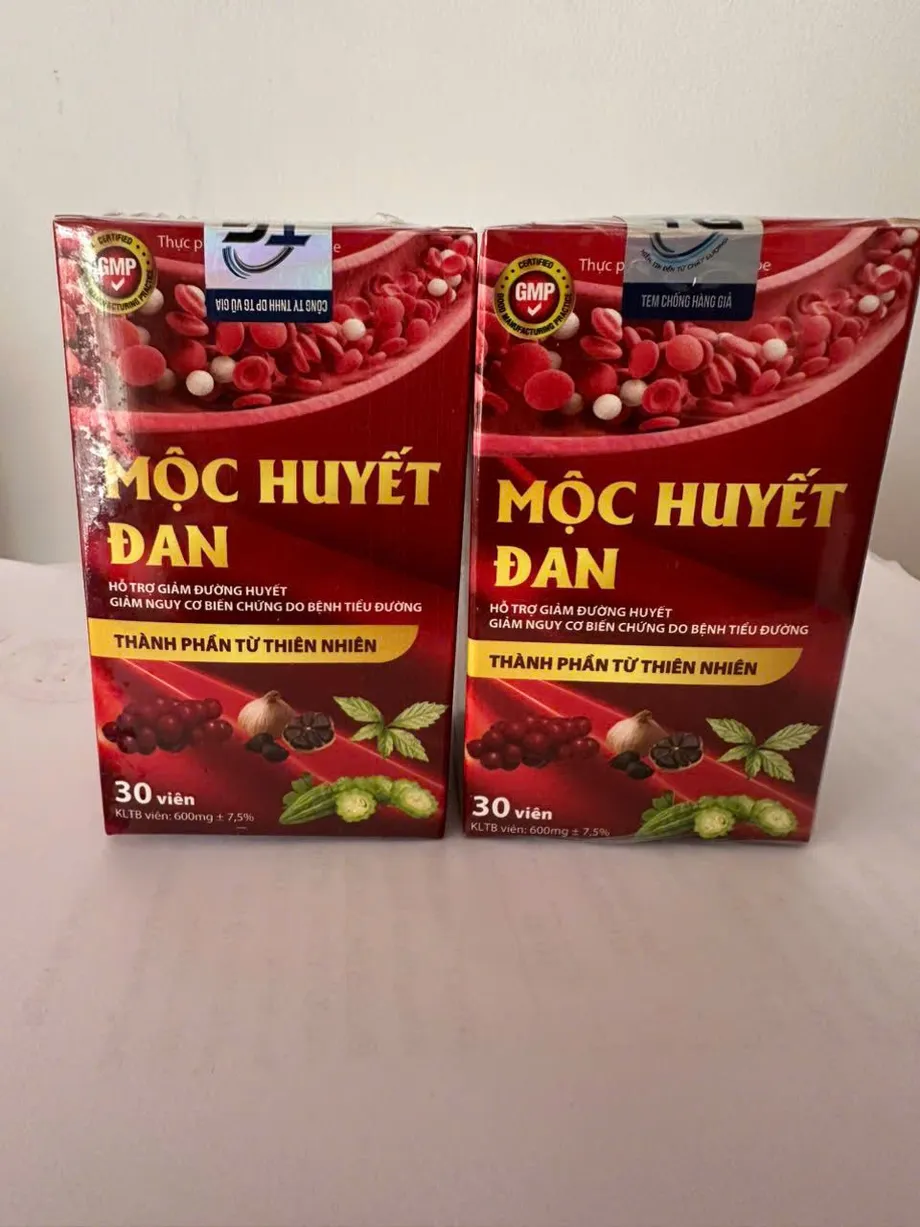 CERTIFIED
GMP
GOOD MANUFACTURING PRACTICE
Thực
CÔNG TY TNHH DP TG VŨ GIA
MỘC HUYẾT
ĐAN
HỖ TRỢ GIẢM ĐƯỜNG HUYẾT
GIẢM NGUY CƠ BIẾN CHỨNG DO BỆNH TIỂU ĐƯỜNG
THÀNH PHẦN TỪ THIÊN NHIÊN
30 viên
KLTB viên: 600mg ± 7,5%
CERTIFIED
GMP
GOOD MANUFACTURING PRACTICE
Thực
TEM CHỐNG HÀNG GIẢ
MỘC HUYẾT
ĐAN
HỖ TRỢ GIẢM ĐƯỜNG HUYẾT
GIẢM NGUY CƠ BIẾN CHỨNG DO BỆNH TIỂU ĐƯỜNG
THÀNH PHẦN TỪ THIÊN NHIÊN
30 viên
KLTB viên: 600mg ± 7,5%